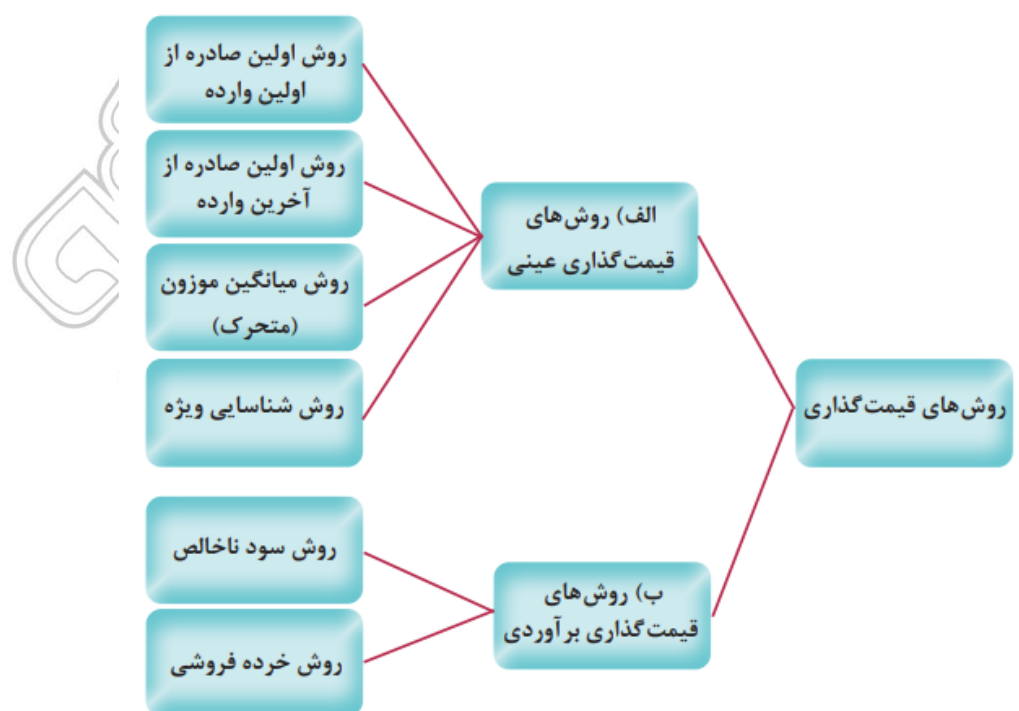 روش‌های قیمت‌گذاری
الف) روش‌های
قیمت‌گذاری عینی
روش اولین صادره از
اولین وارده
روش اولین صادره از
آخرین وارده
روش میانگین موزون
(متحرک)
روش شناسایی ویژه
ب) روش‌های
قیمت‌گذاری برآوردی
روش سود ناخالص
روش خرده فروشی